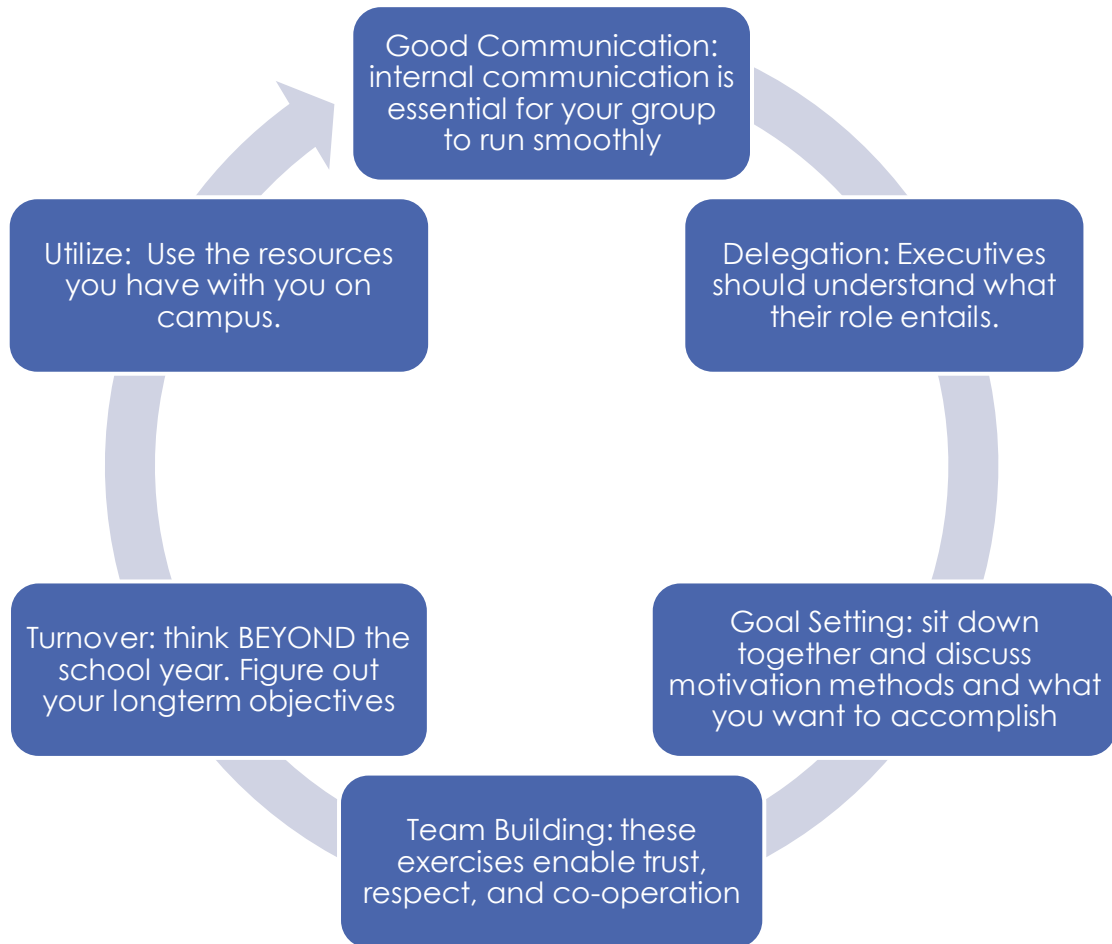 Good Communication:
internal communication is
essential for your group
to run smoothly
Delegation: Executives
should understand what
their role entails.
Goal Setting: sit down
together and discuss
motivation methods and what
you want to accomplish
Team Building: these
exercises enable trust,
respect, and co-operation
Turnover: think BEYOND the
school year. Figure out
your longterm objectives
Utilize:  Use the resources
you have with you on
campus.